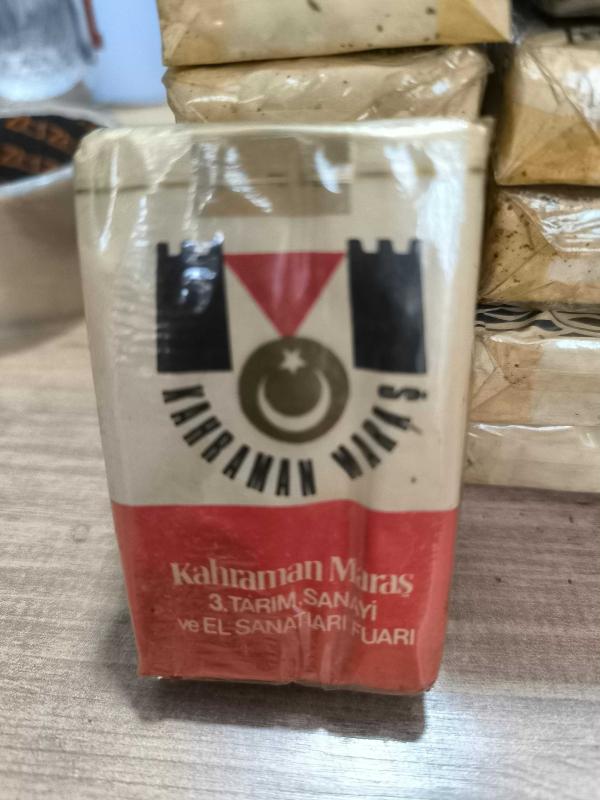 KAHRAMAN MARAŞ
Kahraman Maraş
3.TARIM,SANAYİ
ve EL SANATLARI FUARI